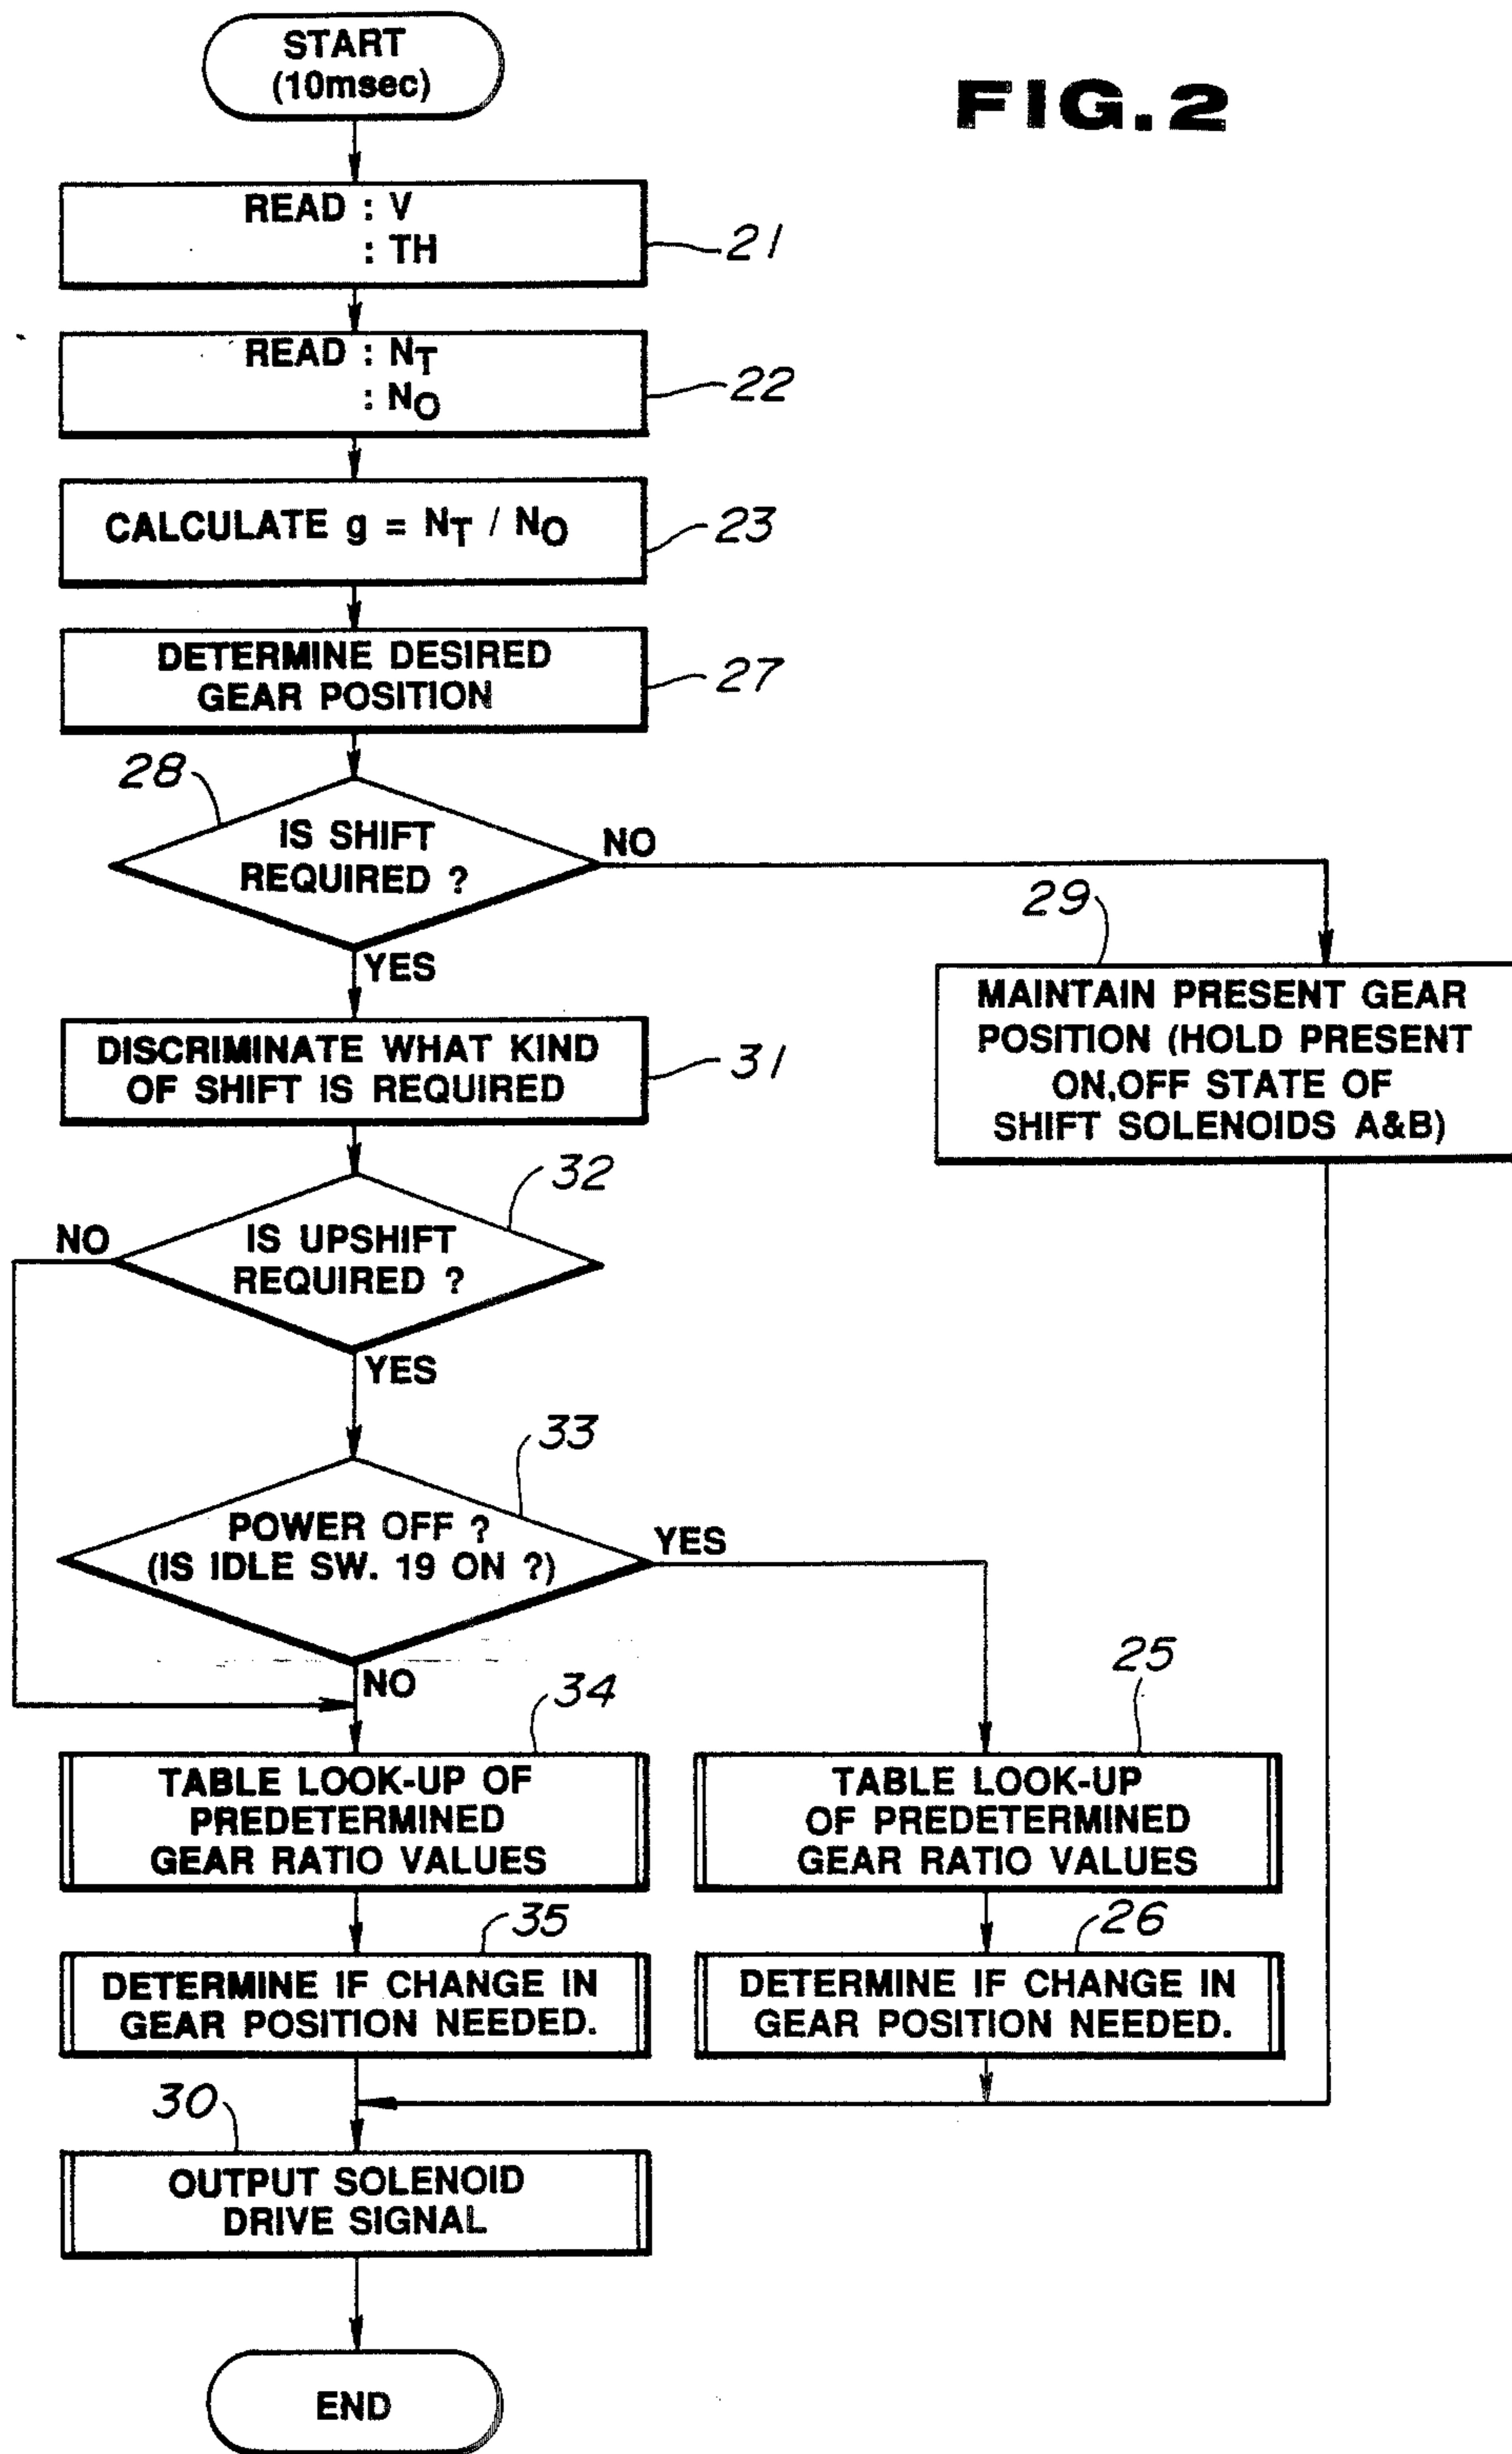 START
(10msec)
FIG.2
READ : V
: TH
21
READ : NT
: NO
22
CALCULATE g = NT / NO
23
DETERMINE DESIRED
GEAR POSITION
27
28
IS SHIFT
REQUIRED ?
NO
YES
29
MAINTAIN PRESENT GEAR
POSITION (HOLD PRESENT
ON,OFF STATE OF
SHIFT SOLENOIDS A&B)
DISCRIMINATE WHAT KIND
OF SHIFT IS REQUIRED
31
32
NO
IS UPSHIFT
REQUIRED ?
YES
33
POWER OFF ?
(IS IDLE SW. 19 ON ?)
YES
NO
34
TABLE LOOK-UP OF
PREDETERMINED
GEAR RATIO VALUES
25
TABLE LOOK-UP
OF PREDETERMINED
GEAR RATIO VALUES
35
DETERMINE IF CHANGE IN
GEAR POSITION NEEDED.
26
DETERMINE IF CHANGE IN
GEAR POSITION NEEDED.
30
OUTPUT SOLENOID
DRIVE SIGNAL
END